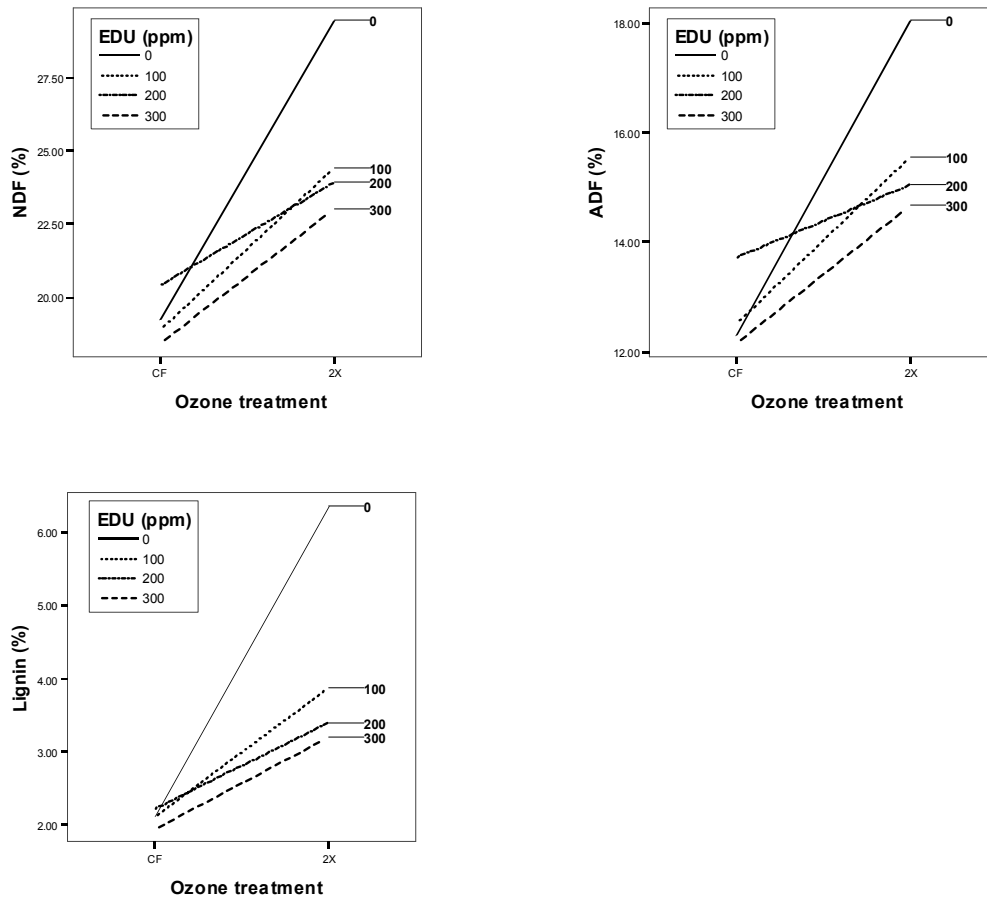 EDU (ppm)
0
100
200
300
27.50
25.00
22.50
20.00
NDF (%)
0
100
200
300
CF
2X
Ozone treatment
EDU (ppm)
0
100
200
300
18.00
16.00
14.00
12.00
ADF (%)
0
100
200
300
CF
2X
Ozone treatment
EDU (ppm)
0
100
200
300
6.00
5.00
4.00
3.00
2.00
Lignin (%)
0
100
200
300
CF
2X
Ozone treatment